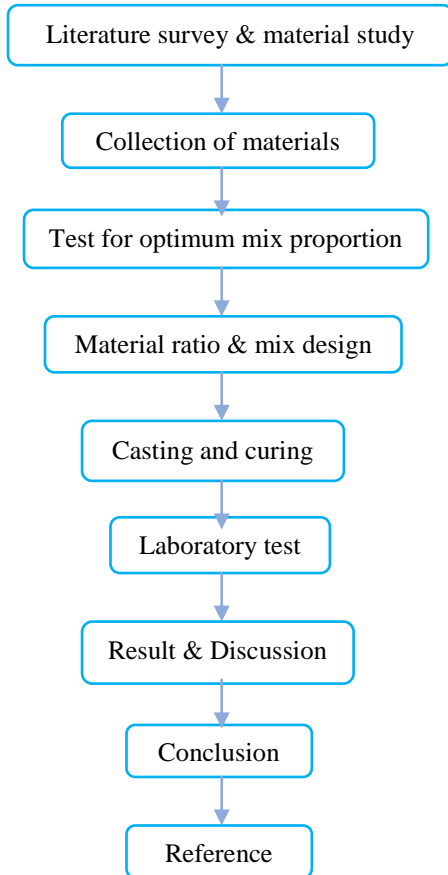 Literature survey & material study
Collection of materials
Test for optimum mix proportion
Material ratio & mix design
Casting and curing
Laboratory test
Result & Discussion
Conclusion
Reference